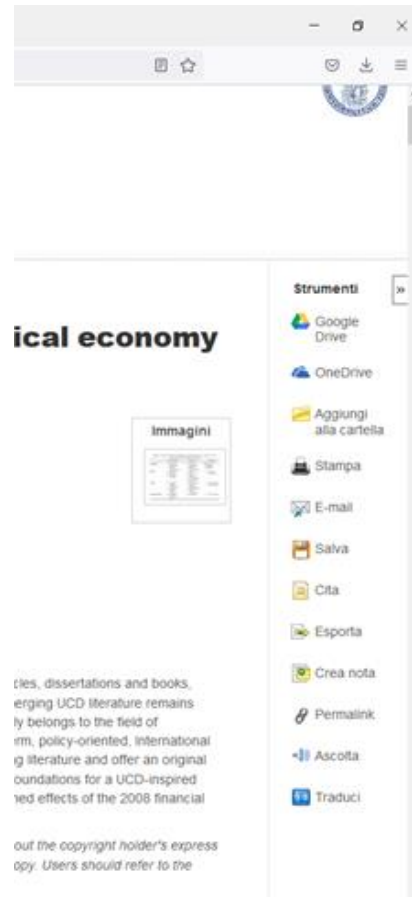 Strumenti
»
ical economy
Google
Drive
OneDrive
Aggiungi
alla cartella
Immagini
Stampa
E-mail
Salva
Cita
Esporta
Crea nota
Permalink
Ascolta
Traduci
cles, dissertations and books,
erging UCD literature remains
ly belongs to the field of
rm, policy-oriented, International
g literature and offer an original
oundations for a UCD-inspired
ned effects of the 2008 financial
out the copyright holder's express
opy. Users should refer to the